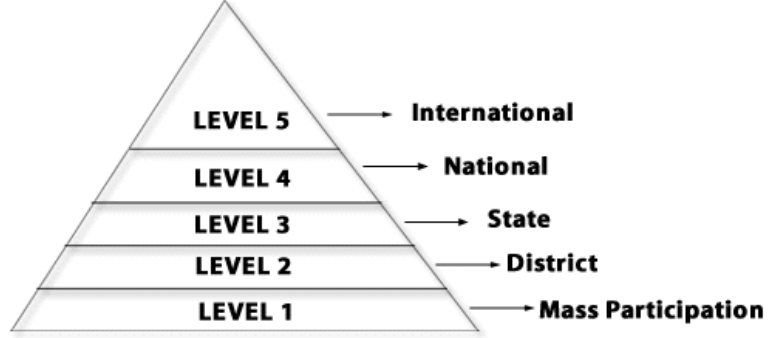 LEVEL 5 International
LEVEL 4 National
LEVEL 3 State
LEVEL 2 District
LEVEL 1 Mass Participation